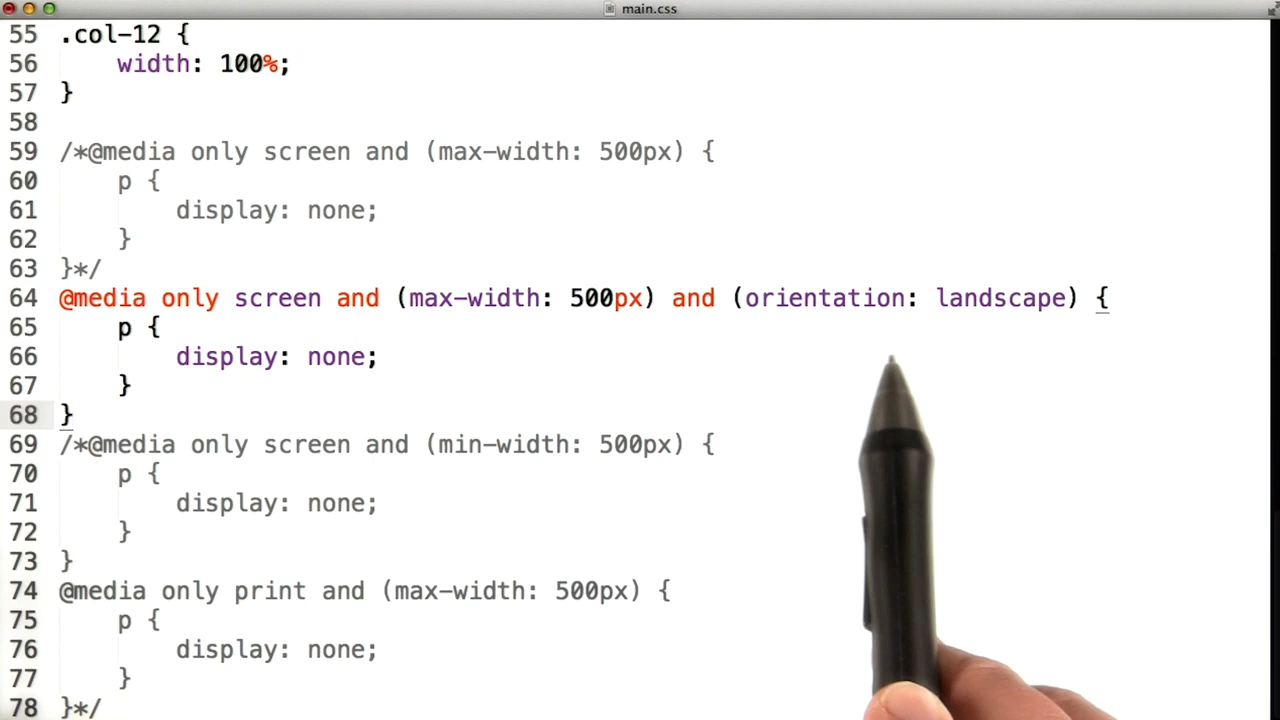 main.css
55 .col-12 {
56 width: 100%;
57 }
58
59 /*@media only screen and (max-width: 500px) {
60 p {
61 display: none;
62 }
63 }*/
64 @media only screen and (max-width: 500px) and (orientation: landscape) {
65 p {
66 display: none;
67 }
68 }
69 /*@media only screen and (min-width: 500px) {
70 p {
71 display: none;
72 }
73 }
74 @media only print and (max-width: 500px) {
75 p {
76 display: none;
77 }
78 }*/